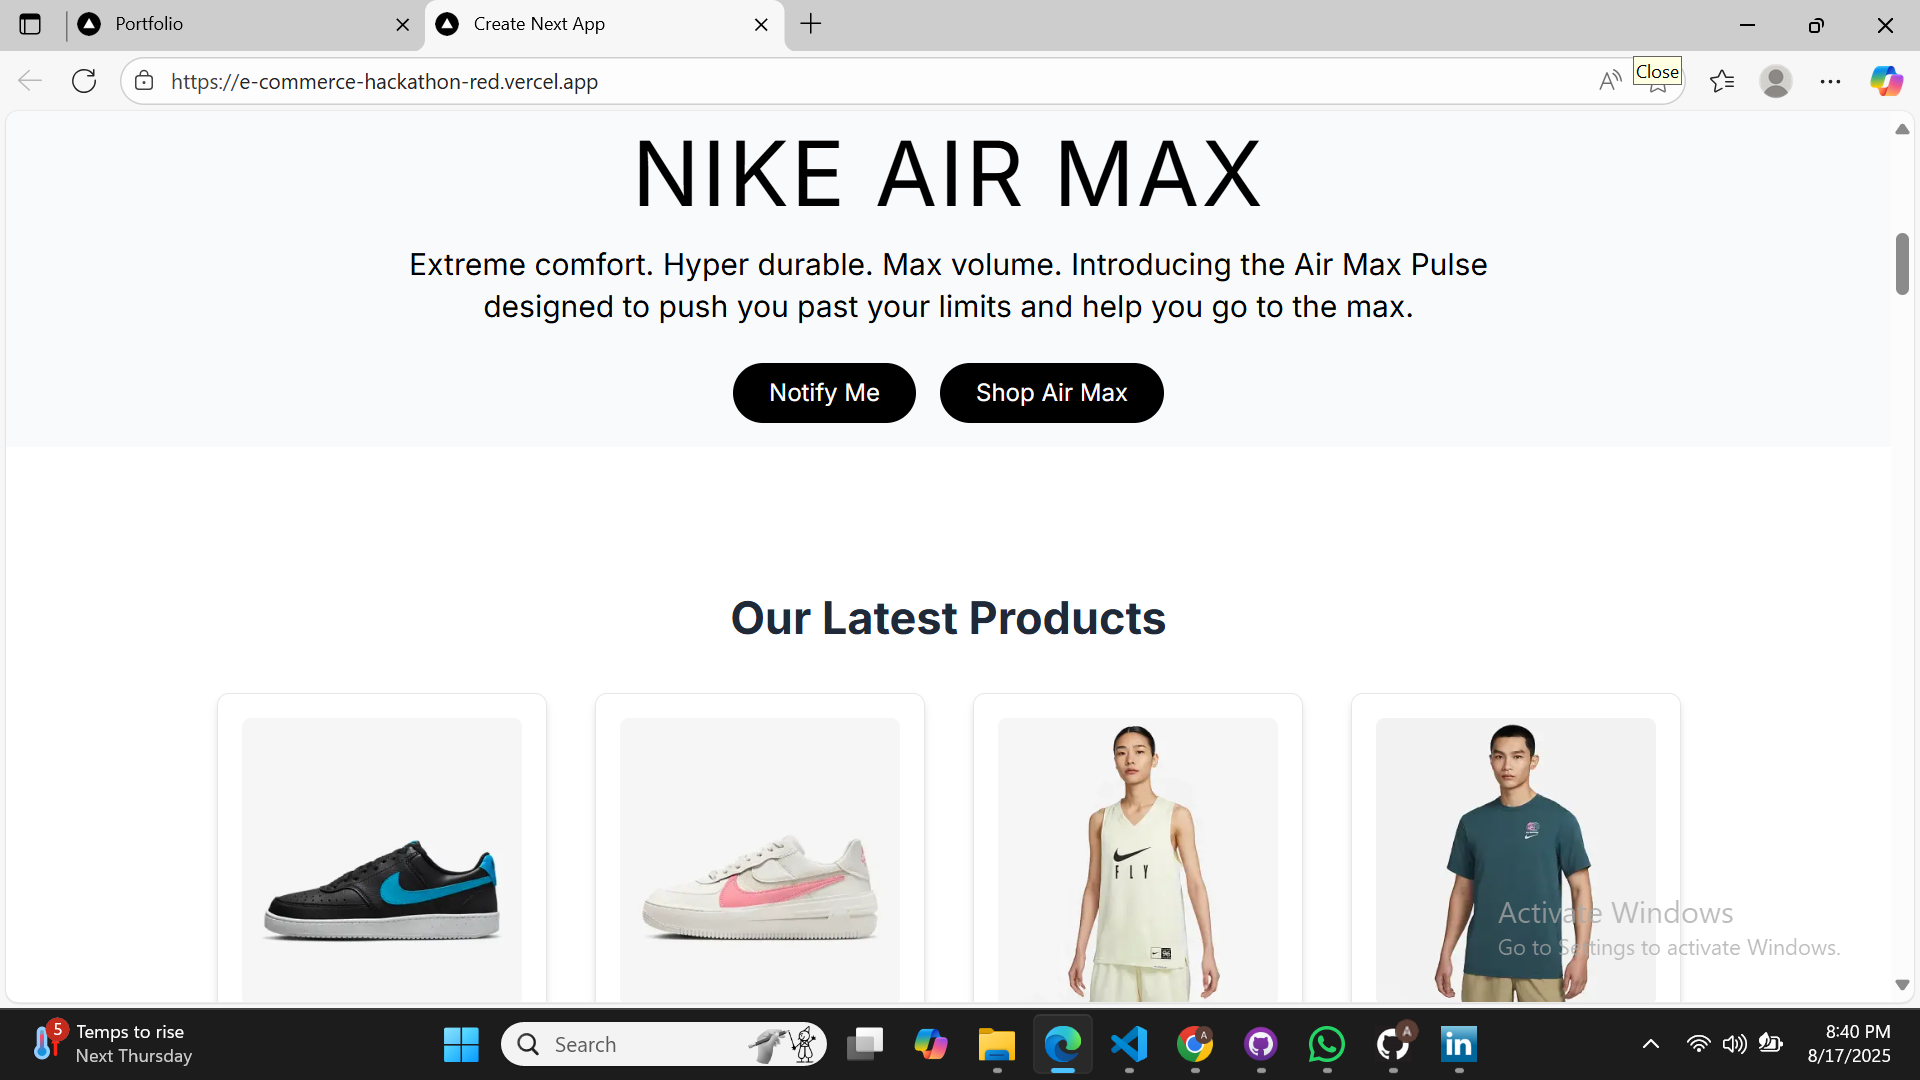 Portfolio
Create Next App
https://e-commerce-hackathon-red.vercel.app
Close
NIKE AIR MAX
Extreme comfort. Hyper durable. Max volume. Introducing the Air Max Pulse
designed to push you past your limits and help you go to the max.
Notify Me
Shop Air Max
Our Latest Products
FLY
Activate Windows
Go to Settings to activate Windows.
5
Temps to rise
Next Thursday
Search
A
A
in
8:40 PM
8/17/2025